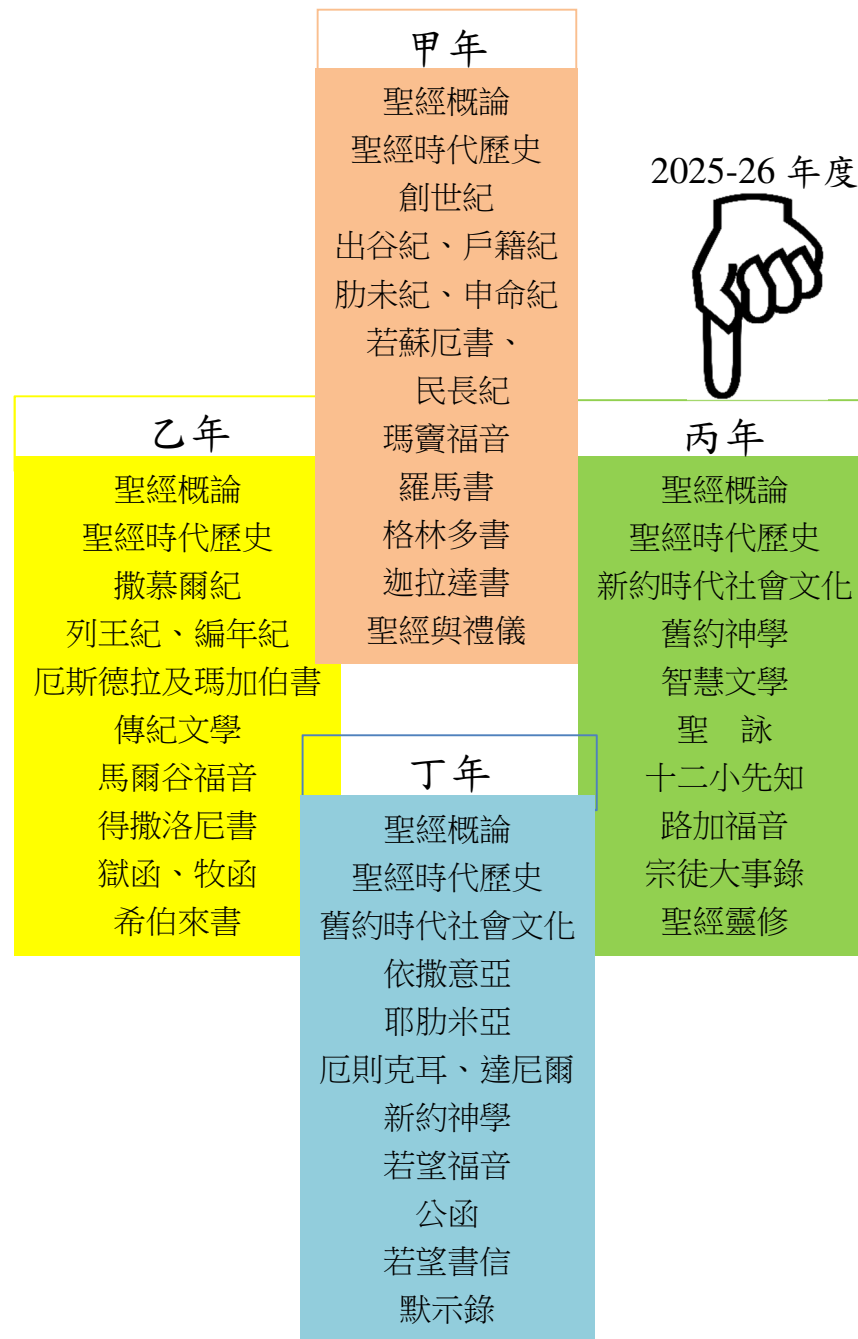 甲年
聖經概論
聖經時代歷史
創世紀
出谷紀、戶籍紀
肋未紀、申命紀
若蘇厄書、
民長紀
瑪竇福音
羅馬書
格林多書
迦拉達書
聖經與禮儀
2025-26 年度
乙年
聖經概論
聖經時代歷史
撒慕爾紀
列王紀、編年紀
厄斯德拉及瑪加伯書
傳紀文學
馬爾谷福音
得撒洛尼書
獄函、牧函
希伯來書
丙年
聖經概論
聖經時代歷史
新約時代社會文化
舊約神學
智慧文學
聖　詠
十二小先知
路加福音
宗徒大事錄
聖經靈修
丁年
聖經概論
聖經時代歷史
舊約時代社會文化
依撒意亞
耶肋米亞
厄則克耳、達尼爾
新約神學
若望福音
公函
若望書信
默示錄